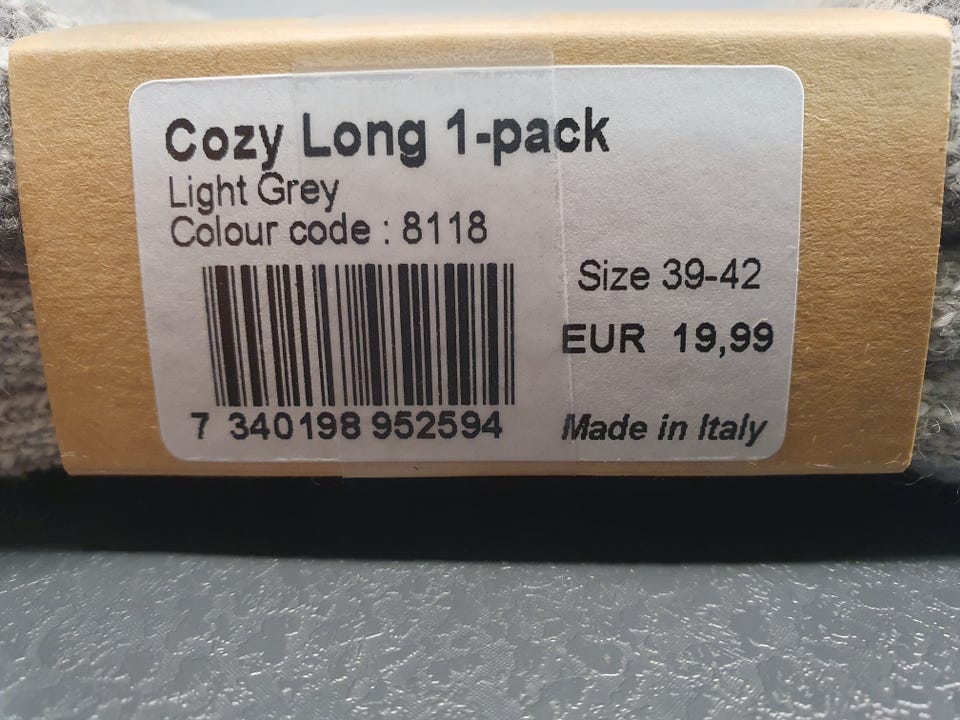 Cozy Long 1-pack
Light Grey
Colour code : 8118
Size 39-42
EUR 19,99
7 340198 952594
Made in Italy